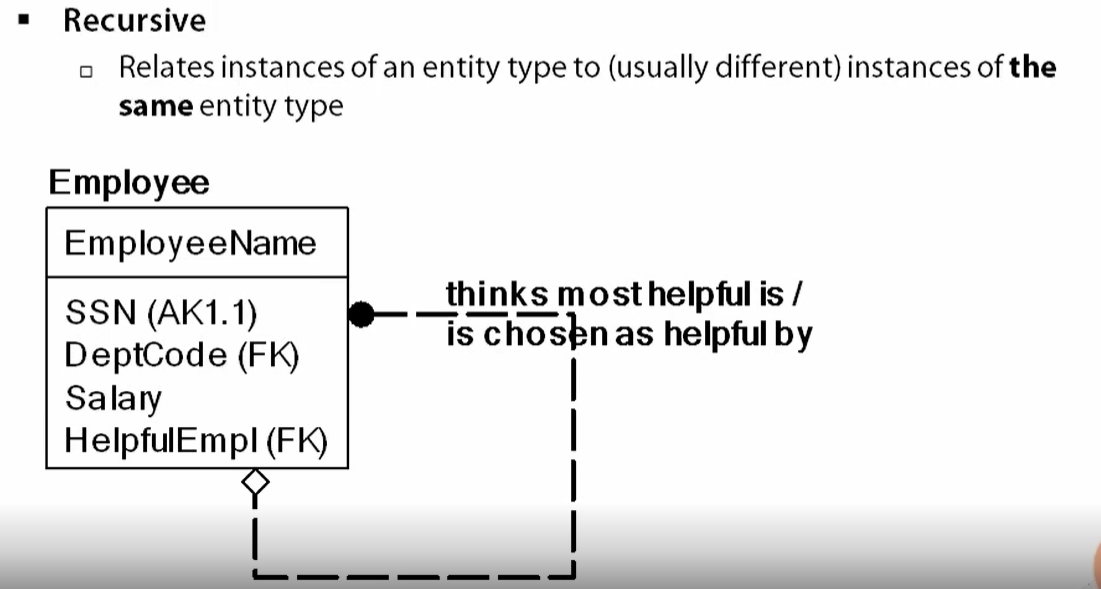 Recursive
Relates instances of an entity type to (usually different) instances of the
same entity type
Employee
EmployeeName
SSN (AK1.1)
DeptCode (FK)
Salary
HelpfulEmpl (FK)
thinks most helpful is /
is chosen as helpful by